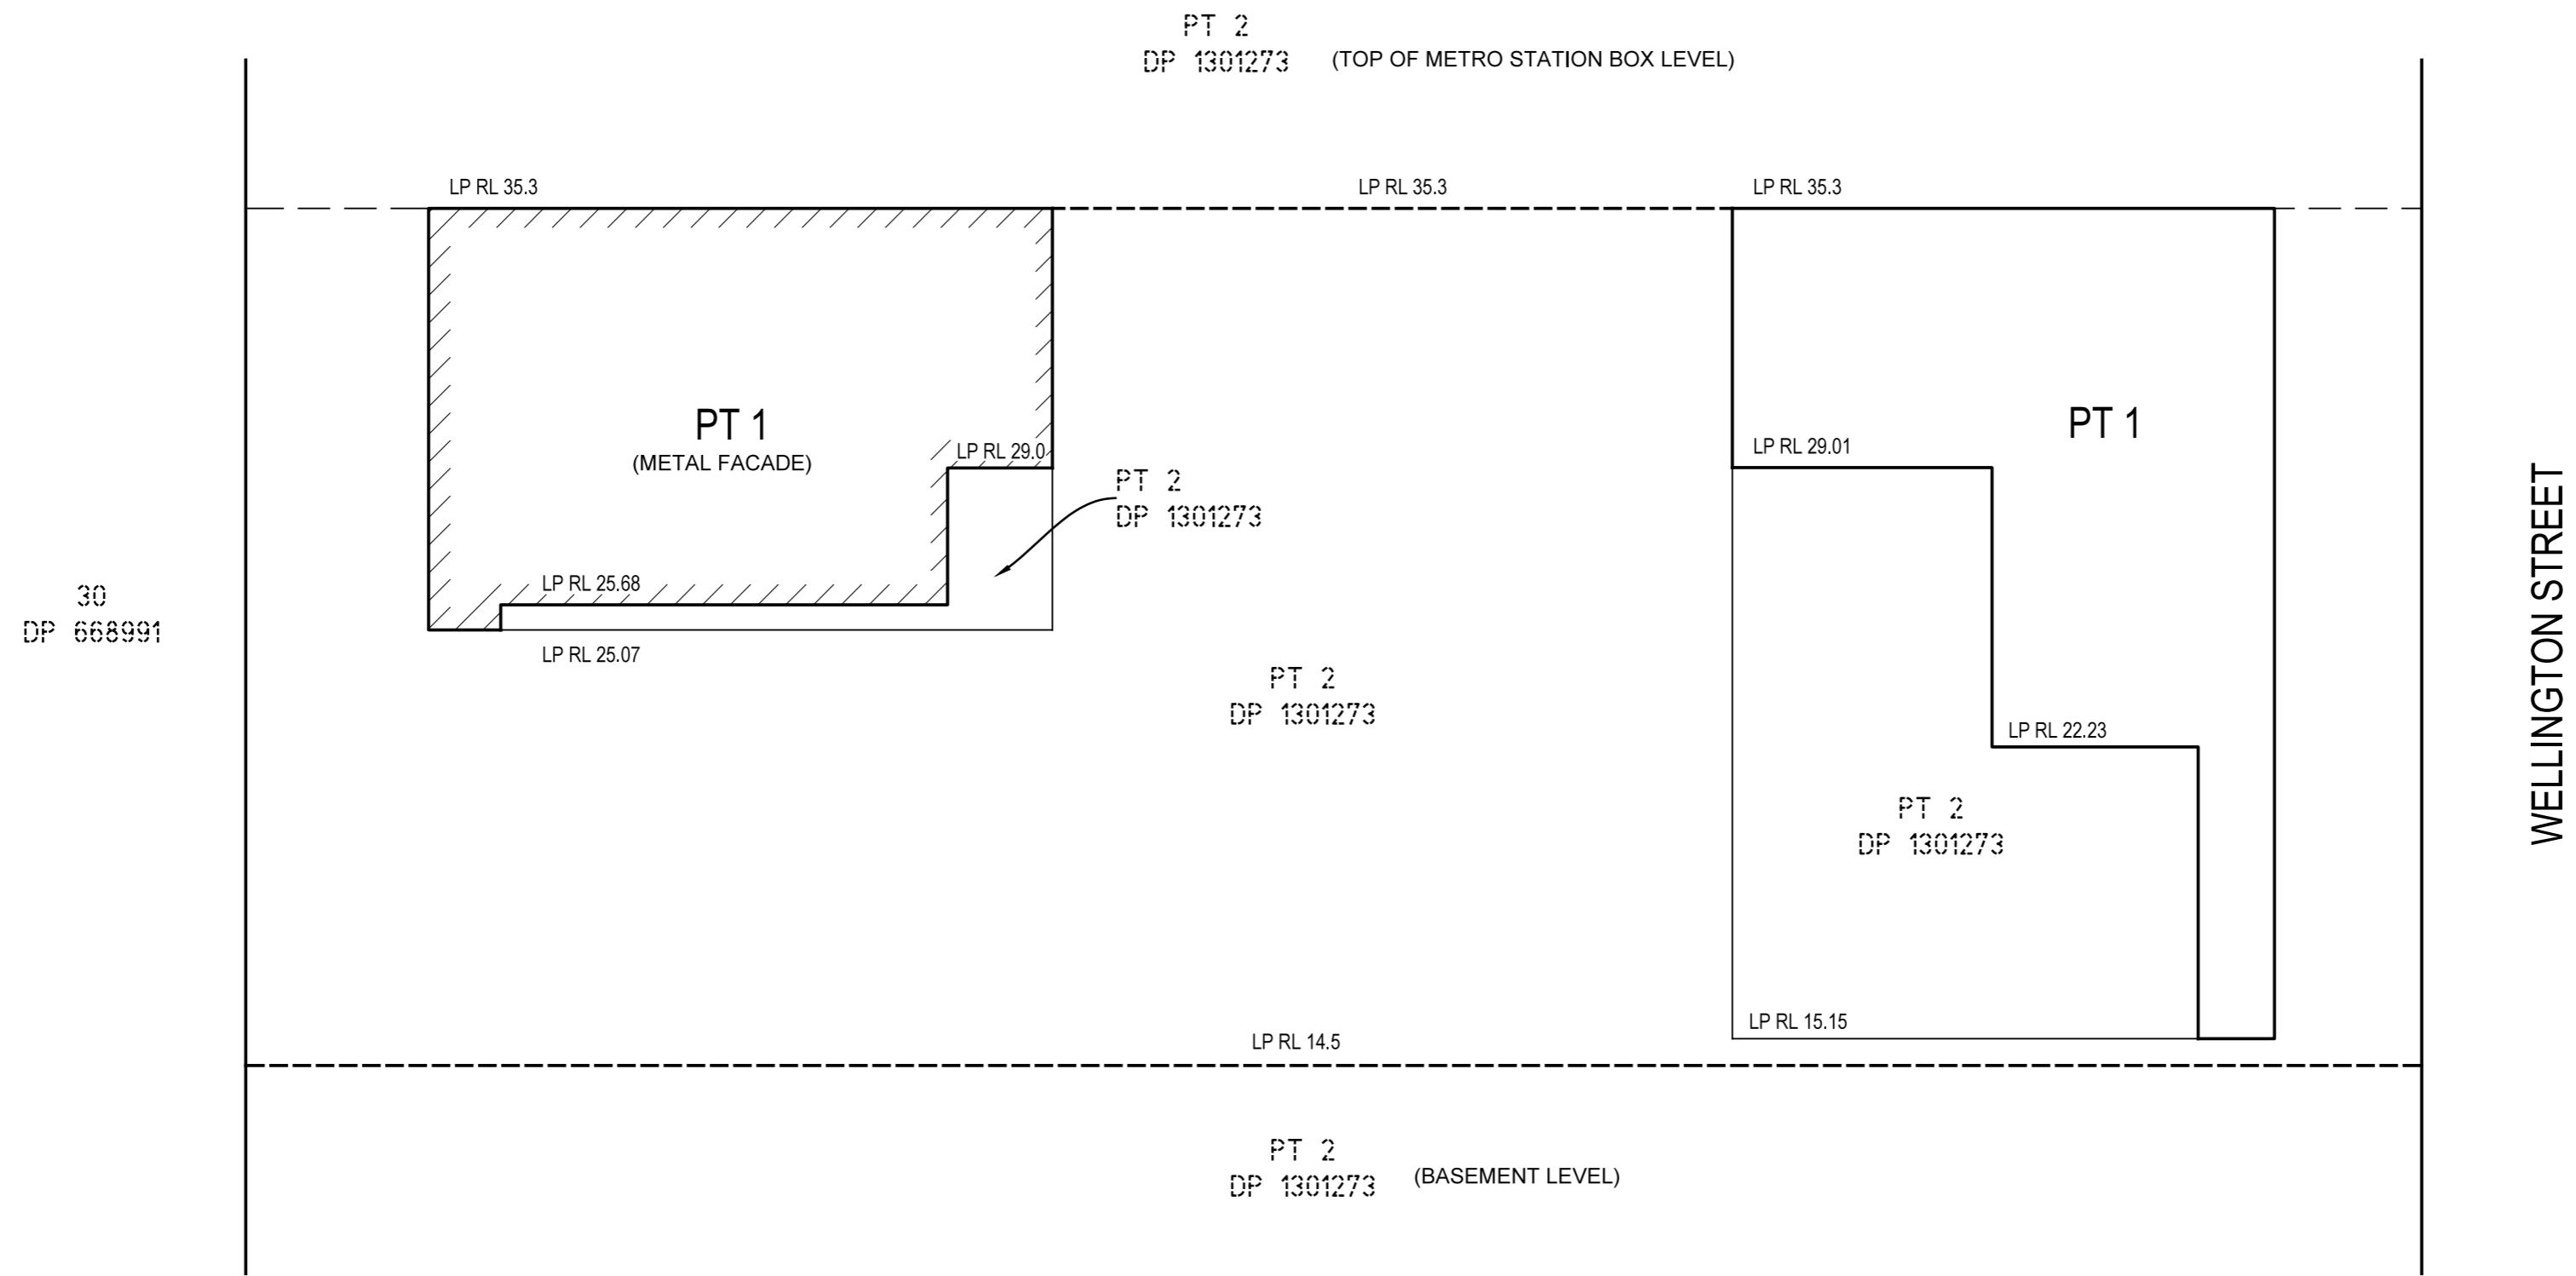 PT 2
DP 1301273 (TOP OF METRO STATION BOX LEVEL)
LP RL 35.3
LP RL 35.3
LP RL 35.3
PT 1
(METAL FACADE)
LP RL 29.0
PT 2
DP 1301273
LP RL 29.01
PT 1
WELLINGTON STREET
30
DP 668991
LP RL 25.68
LP RL 25.07
PT 2
DP 1301273
LP RL 22.23
PT 2
DP 1301273
LP RL 15.15
LP RL 14.5
PT 2
DP 1301273 (BASEMENT LEVEL)